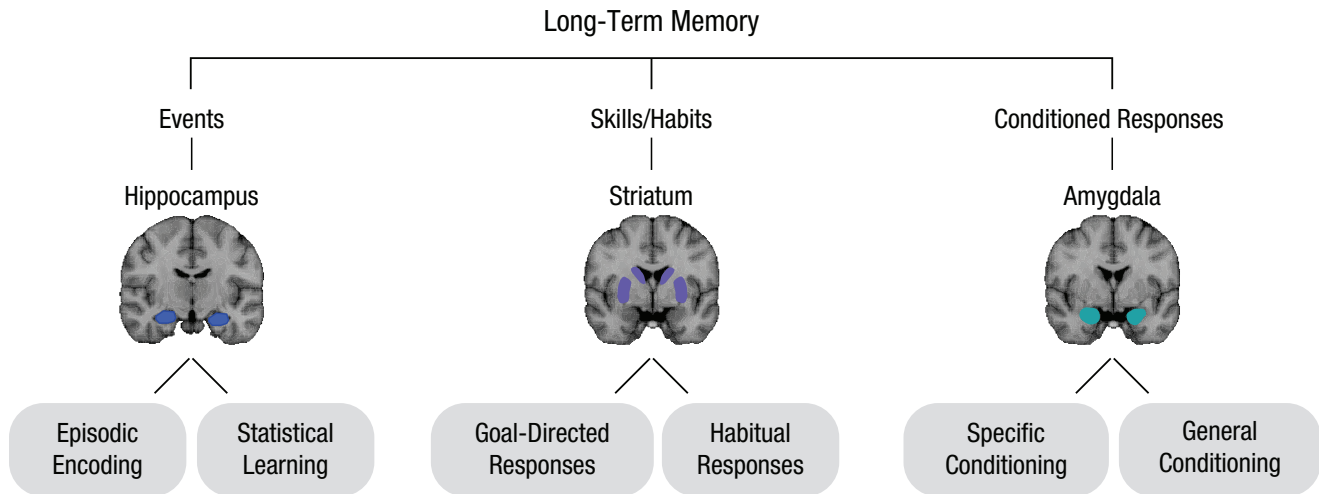 Long-Term Memory
Events
Skills/Habits
Conditioned Responses
Hippocampus
Striatum
Amygdala
Episodic
Encoding
Statistical
Learning
Goal-Directed
Responses
Habitual
Responses
Specific
Conditioning
General
Conditioning